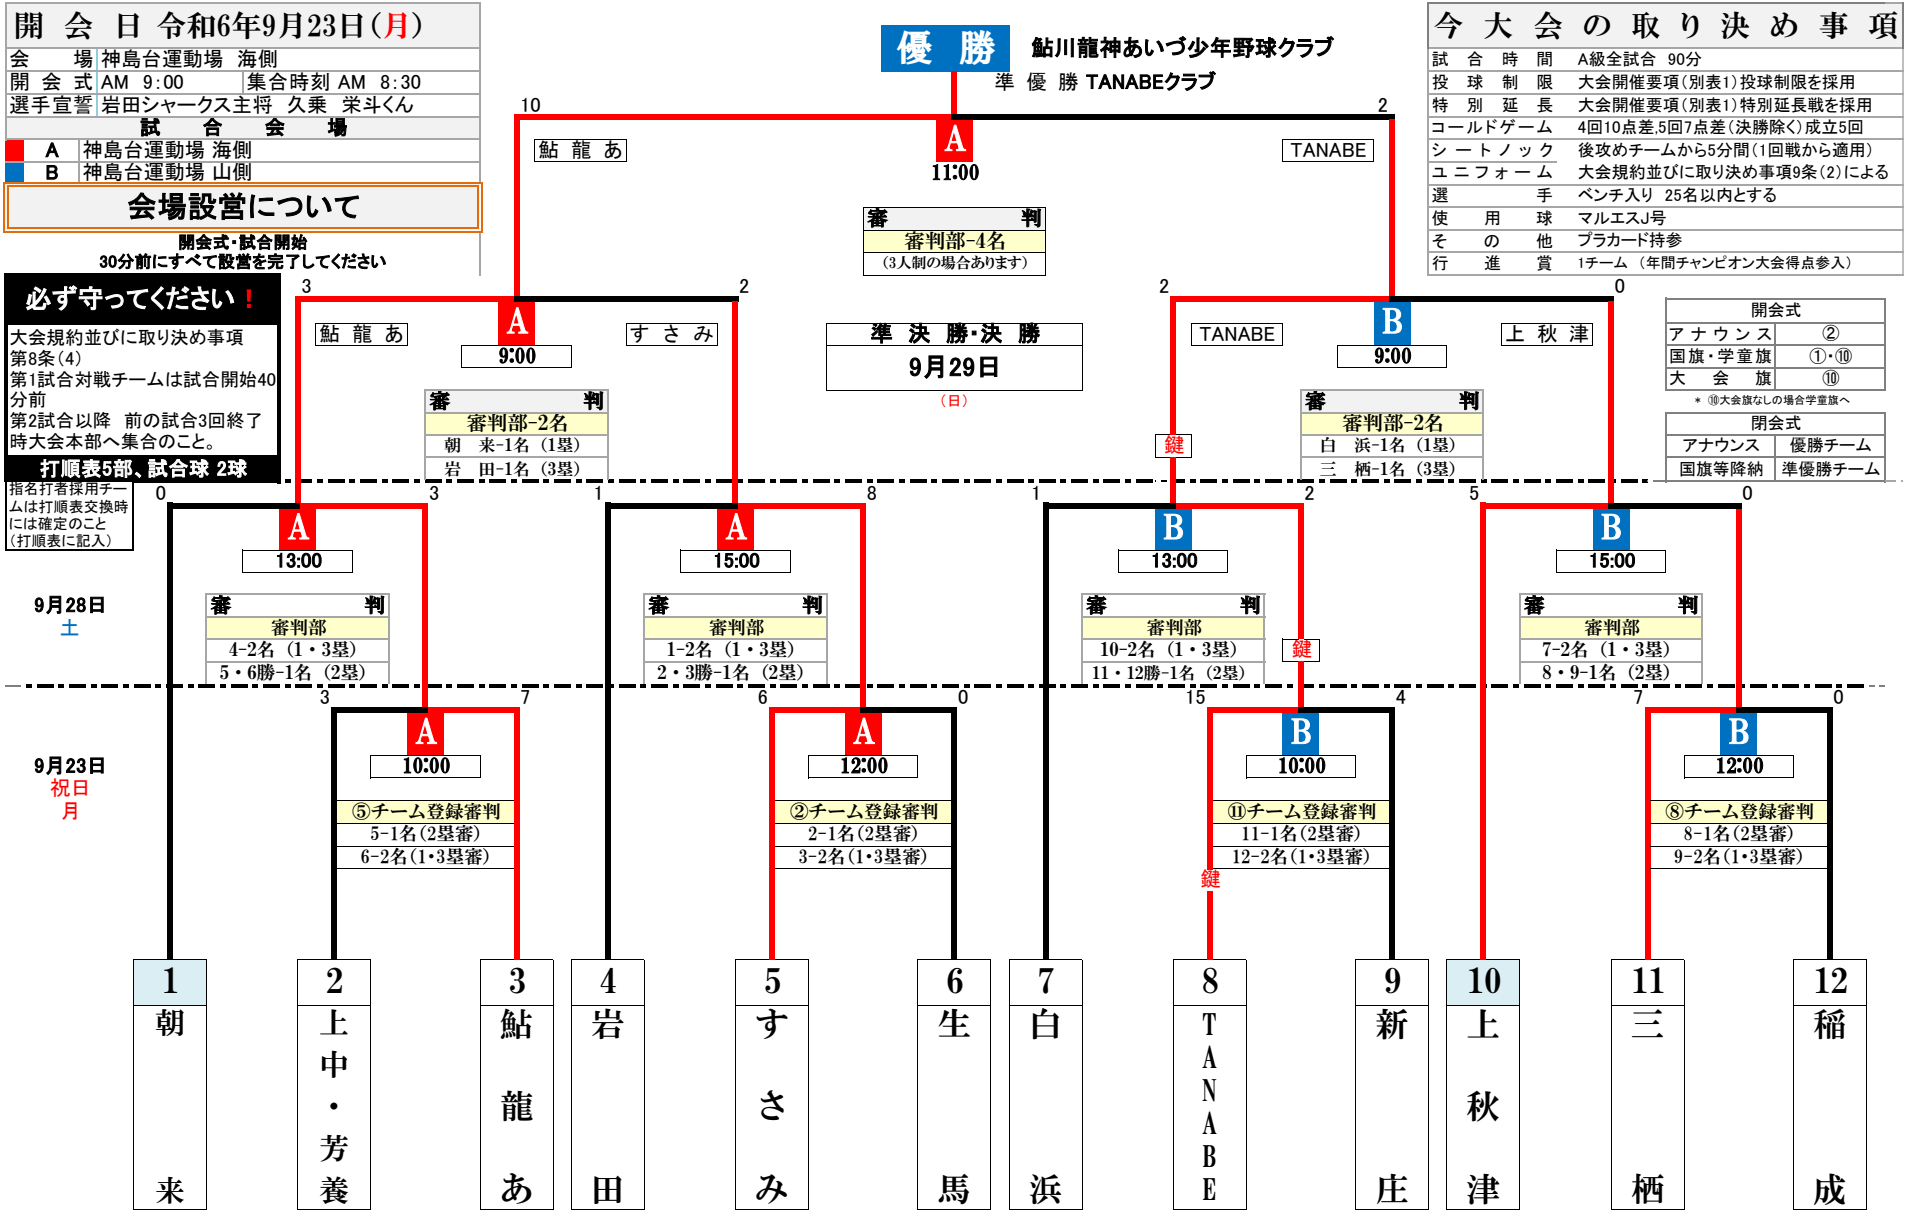 開 会 日 令和6年9月23日(月)
会 場 神島台運動場 海側
開 会 式 AM 9:00 集合時刻 AM 8:30
選手宣誓 岩田シャークス主将 久乗 栄斗くん
試 合 会 場
A 神島台運動場 海側
B 神島台運動場 山側
会場設営について
開会式・試合開始
30分前にすべて設営を完了してください
必ず守ってください!
大会規約並びに取り決め事項
第8条(4)
第1試合対戦チームは試合開始40
分前
第2試合以降 前の試合3回終了
時大会本部へ集合のこと。
打順表5部、試合球 2球
指名打者採用チー
ムは打順表交換時
には確定のこと
(打順表に記入)
優 勝 鮎川龍神あいづ少年野球クラブ
準 優 勝 TANABEクラブ
今 大 会 の 取 り 決 め 事 項
試 合 時 間 A級全試合 90分
投 球 制 限 大会開催要項(別表1)投球制限を採用
特 別 延 長 大会開催要項(別表1)特別延長戦を採用
コールドゲーム 4回10点差,5回7点差(決勝除く)成立5回
シートノック 後攻めチームから5分間(1回戦から適用)
ユニフォーム 大会規約並びに取り決め事項9条(2)による
選 手 ベンチ入り 25名以内とする
使 用 球 マルエスJ号
そ の 他 プラカード持参
行 進 賞 1チーム (年間チャンピオン大会得点参入)
10 2
鮎 龍 あ A TANABE
11:00
審 判
審判部-4名
(3人制の場合あります)
3 2 2 0
鮎 龍 あ A す さ み
9:00
準 決 勝・決 勝
9月29日
(日)
TANABE B 上 秋 津
9:00
審 判
審判部-2名
朝 来-1名 (1塁)
岩 田-1名 (3塁)
鍵
審 判
審判部-2名
白 浜-1名 (1塁)
三 栖-1名 (3塁)
開会式
アナウンス ②
国旗・学童旗 ①・⑩
大 会 旗 ⑩
* ⑩大会旗なしの場合学童旗へ
閉会式
アナウンス 優勝チーム
国旗等降納 準優勝チーム
0 3 1 8 1 2 5 0
A A B B
13:00 15:00 13:00 15:00
9月28日
土
審 判
審判部
4-2名 (1・3塁)
5・6勝-1名 (2塁)
審 判
審判部
1-2名 (1・3塁)
2・3勝-1名 (2塁)
審 判
審判部
10-2名 (1・3塁)
11・12勝-1名 (2塁)
鍵
審 判
審判部
7-2名 (1・3塁)
8・9-1名 (2塁)
3 7 6 0 15 4 7 0
A A B B
10:00 12:00 10:00 12:00
9月23日
祝日
月
⑤チーム登録審判
5-1名(2塁審)
6-2名(1・3塁審)
②チーム登録審判
2-1名(2塁審)
3-2名(1・3塁審)
⑪チーム登録審判
11-1名(2塁審)
12-2名(1・3塁審)
鍵
⑧チーム登録審判
8-1名(2塁審)
9-2名(1・3塁審)
1 朝来
2 上中・芳養
3 鮎龍あ
4 岩田
5 すさみ
6 生馬
7 白浜
8 TANABE
9 新庄
10 上秋津
11 三栖
12 稲成